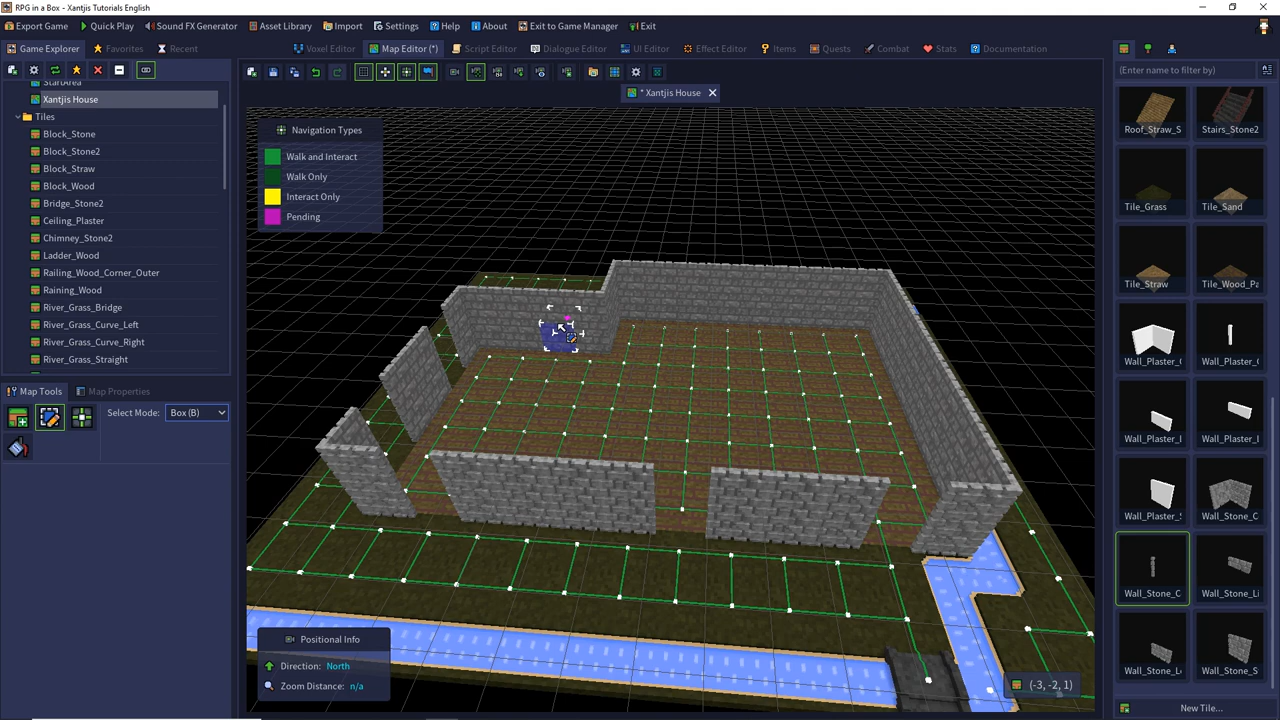 RPG in a Box - Xantjis Tutorials English
Export Game
Quick Play
Sound FX Generator
Asset Library
Import
Settings
Help
About
Exit to Game Manager
Exit
Game Explorer
Favorites
Recent
Voxel Editor
Map Editor (*)
Script Editor
Dialogue Editor
UI Editor
Effect Editor
Items
Quests
Combat
Stats
Documentation
* Xantjis House
(Enter name to filter by)
StartArea
Xantjis House
Tiles
Block_Stone
Block_Stone2
Block_Straw
Block_Wood
Bridge_Stone2
Ceiling_Plaster
Chimney_Stone2
Ladder_Wood
Railing_Wood_Corner_Outer
Raining_Wood
River_Grass_Bridge
River_Grass_Curve_Left
River_Grass_Curve_Right
River_Grass_Straight
Map Tools
Map Properties
Select Mode:
Box (B)
Navigation Types
Walk and Interact
Walk Only
Interact Only
Pending
Positional Info
Direction: North
Zoom Distance: n/a
(-3, -2, 1)
Roof_Straw_S
Stairs_Stone2
Tile_Grass
Tile_Sand
Tile_Straw
Tile_Wood_Pa
Wall_Plaster_C
Wall_Plaster_C
Wall_Plaster_L
Wall_Plaster_L
Wall_Plaster_S
Wall_Stone_C
Wall_Stone_C
Wall_Stone_Li
Wall_Stone_Lo
Wall_Stone_S
New Tile...